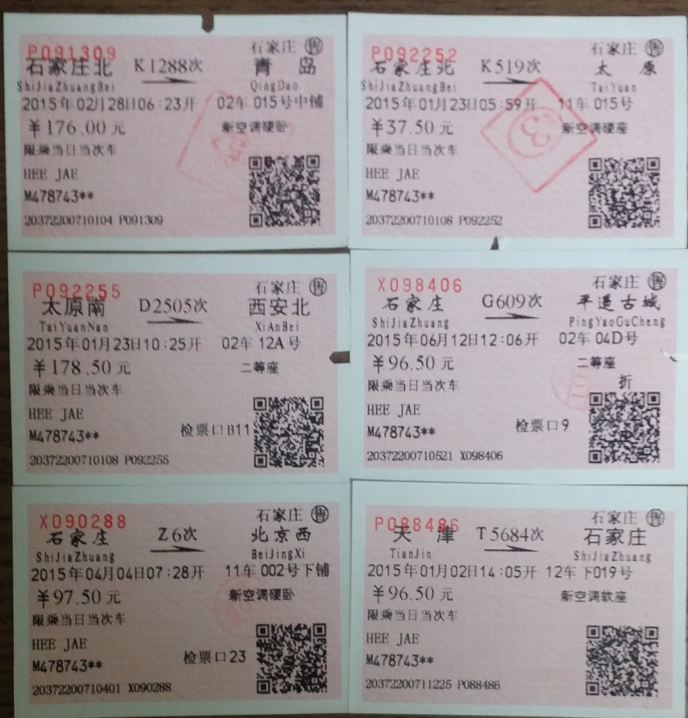 P091309 石家庄 售
石家庄北 K1288次 青岛
ShiJiaZhuangBei QingDao
2015年02月28日06:23开 02车015号中铺
￥176.00元 新空调硬卧
限乘当日当次车
HEE JAE
M478743**
20372200710104 P091309
P092252 石家庄 售
石家庄北 K519次 太原
ShiJiaZhuangBei TaiYuan
2015年01月23日05:59开 11车015号
￥37.50元 新空调硬座
限乘当日当次车
HEE JAE
M478743**
20372200710108 P092252
P092255 石家庄 售
太原南 D2505次 西安北
TaiYuanNan XiAnBei
2015年01月23日10:25开 02车12A号
￥178.50元 二等座
限乘当日当次车
HEE JAE
M478743** 检票口B11
20372200710108 P092255
X098406 石家庄 售
石家庄 G609次 平遥古城
ShiJiaZhuang PingYaoGuCheng
2015年06月12日12:06开 02车04D号
￥96.50元 二等座
限乘当日当次车 折
HEE JAE
M478743** 检票口9
20372200710521 X098406
X090288 石家庄 售
石家庄 Z6次 北京西
ShiJiaZhuang BeiJingXi
2015年04月04日07:28开 11车002号下铺
￥97.50元 新空调硬卧
限乘当日当次车
HEE JAE
M478743** 检票口23
20372200710401 X090288
P088486 石家庄 售
天津 T5684次 石家庄
TianJin ShiJiaZhuang
2015年01月02日14:05开 12车下019号
￥96.50元 新空调软座
限乘当日当次车
HEE JAE
M478743**
20372200711225 P088486